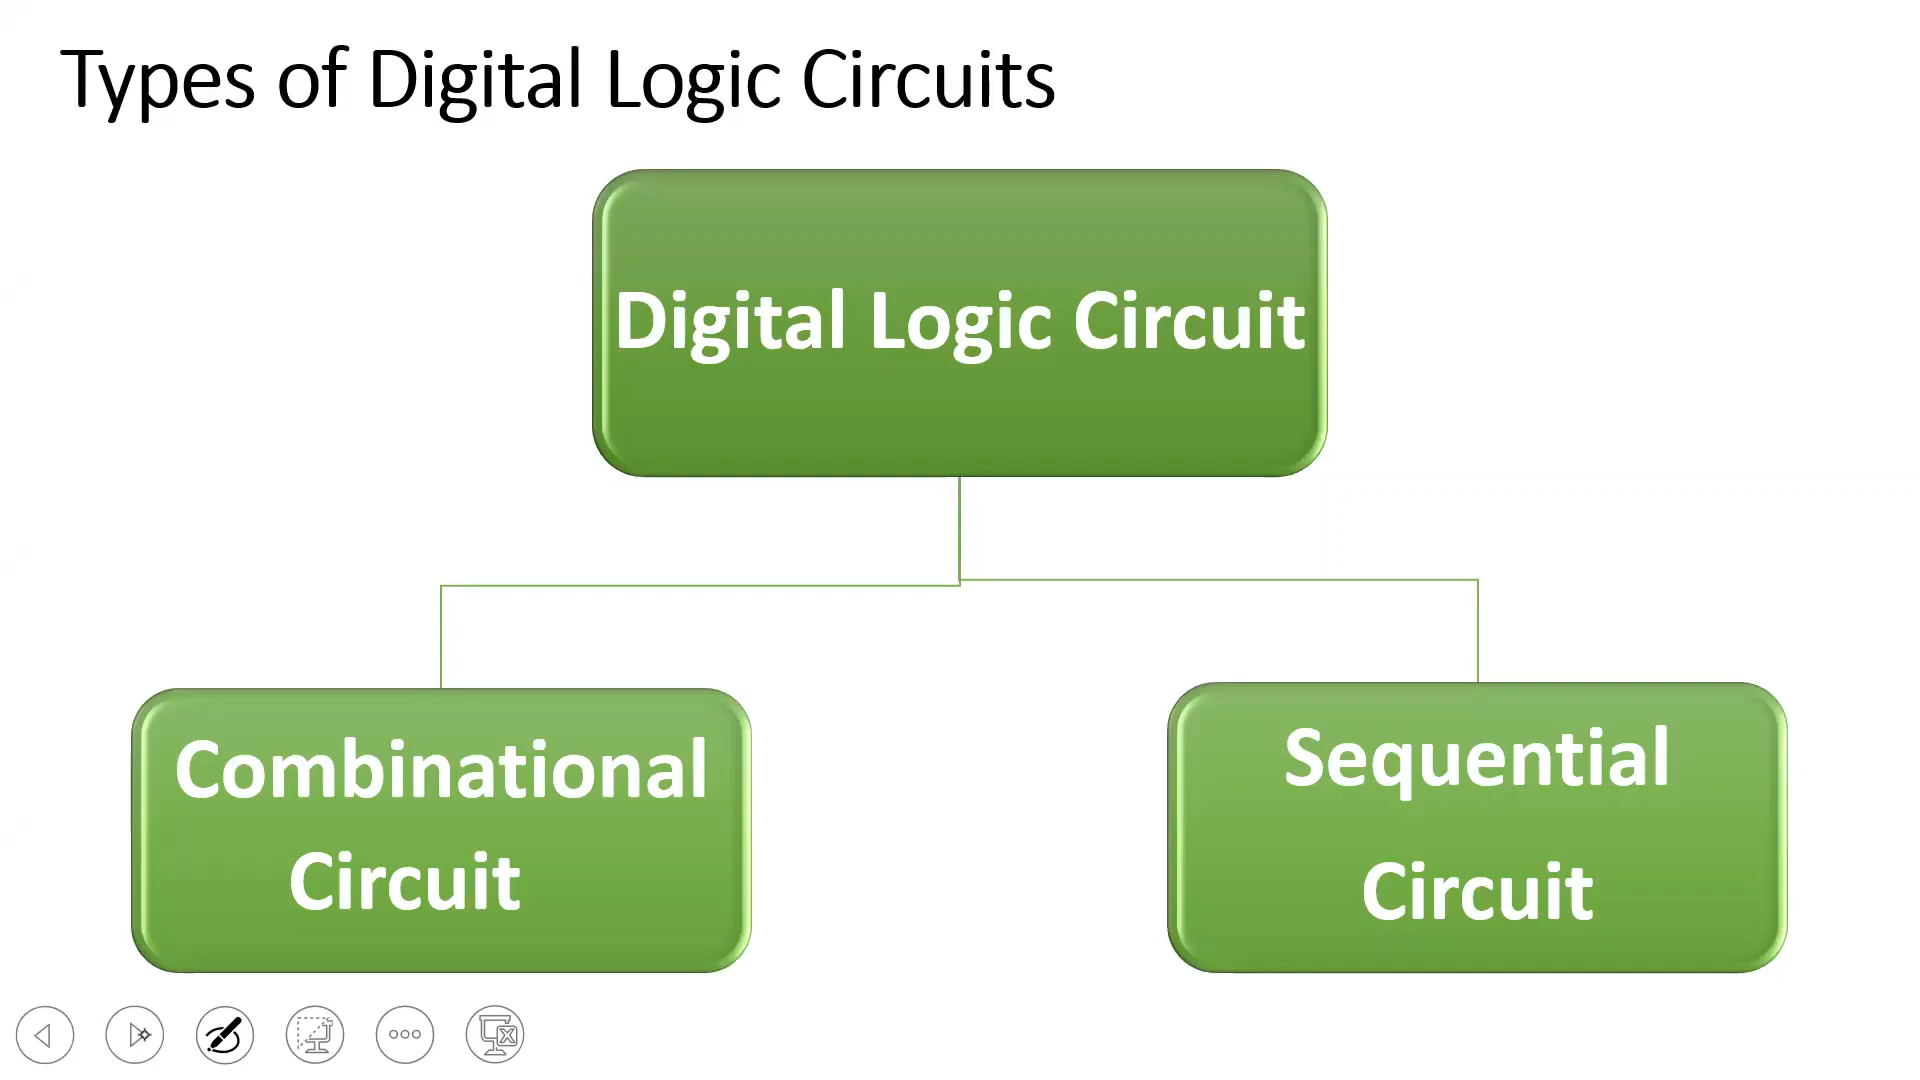 Types of Digital Logic Circuits
Digital Logic Circuit
Combinational
Circuit
Sequential
Circuit